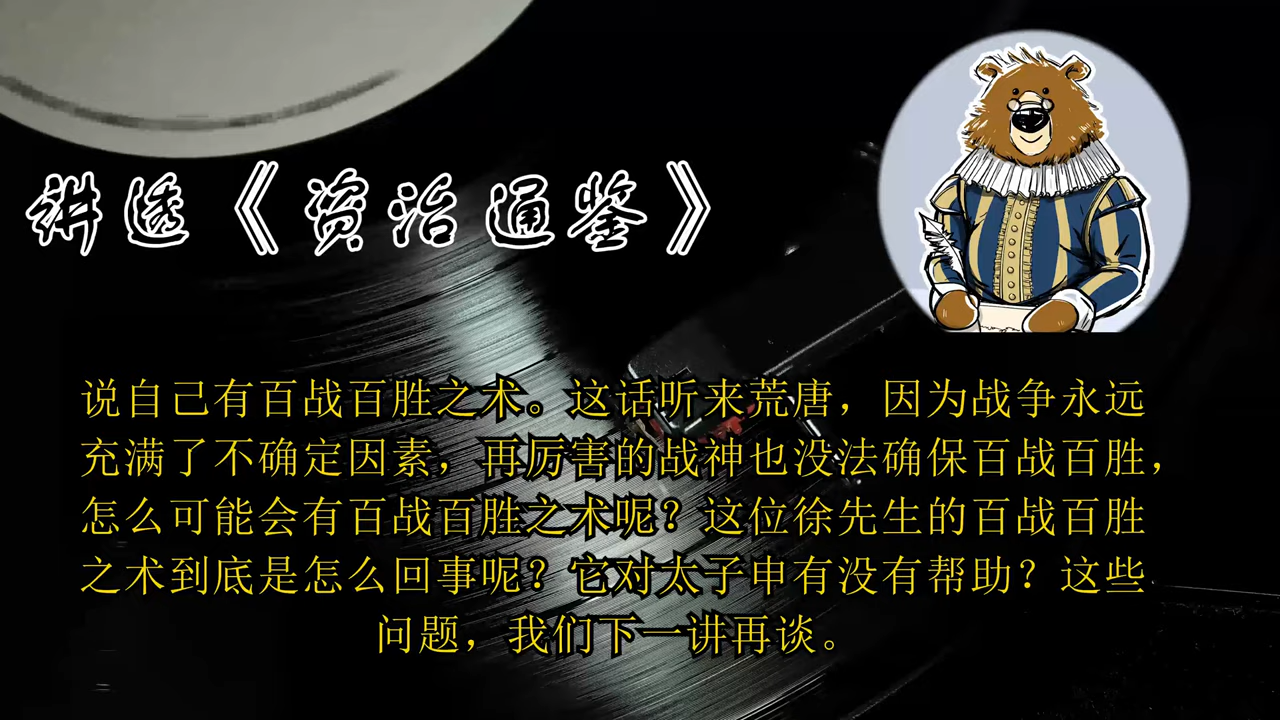 讲透《资治通鉴》
说自己有百战百胜之术。这话听来荒唐，因为战争永远
充满了不确定因素，再厉害的战神也没法确保百战百胜，
怎么可能会有百战百胜之术呢？这位徐先生的百战百胜
之术到底是怎么回事呢？它对太子申有没有帮助？这些
问题，我们下一讲再谈。